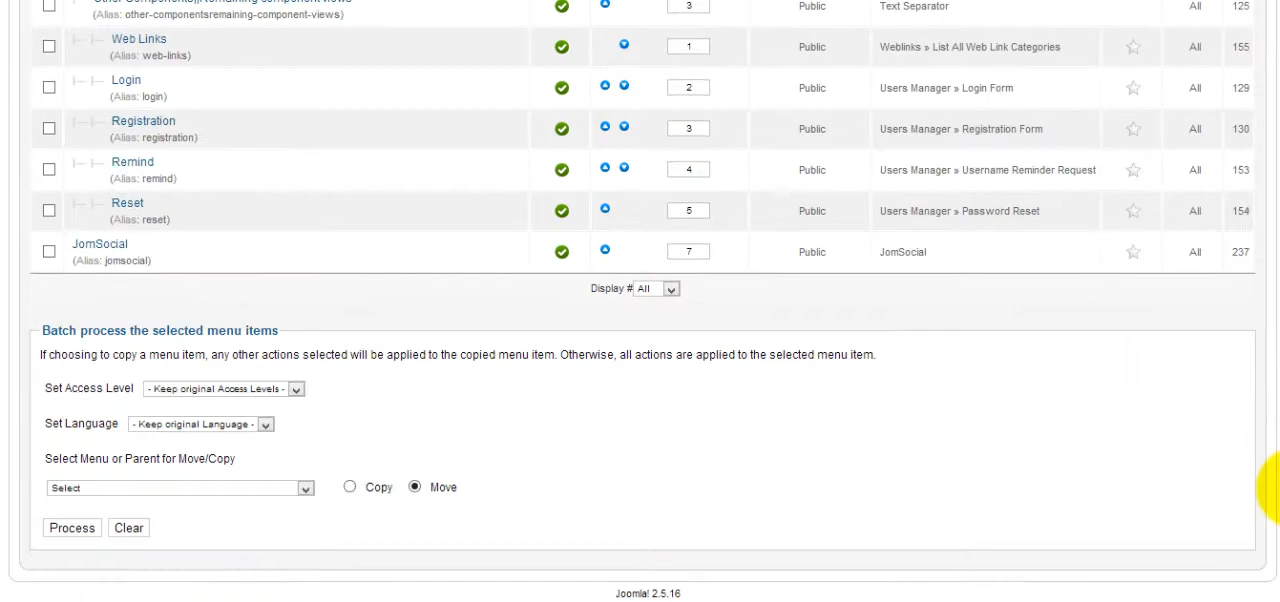 Other Components||Remaining component views
(Alias: other-componentsremaining-component-views)
3 Public Text Separator All 125
Web Links
(Alias: web-links)
1 Public Weblinks » List All Web Link Categories All 155
Login
(Alias: login)
2 Public Users Manager » Login Form All 129
Registration
(Alias: registration)
3 Public Users Manager » Registration Form All 130
Remind
(Alias: remind)
4 Public Users Manager » Username Reminder Request All 153
Reset
(Alias: reset)
5 Public Users Manager » Password Reset All 154
JomSocial
(Alias: jomsocial)
7 Public JomSocial All 237
Display # All
Batch process the selected menu items
If choosing to copy a menu item, any other actions selected will be applied to the copied menu item. Otherwise, all actions are applied to the selected menu item.
Set Access Level - Keep original Access Levels -
Set Language - Keep original Language -
Select Menu or Parent for Move/Copy
Select Copy Move
Process Clear
Joomla! 2.5.16